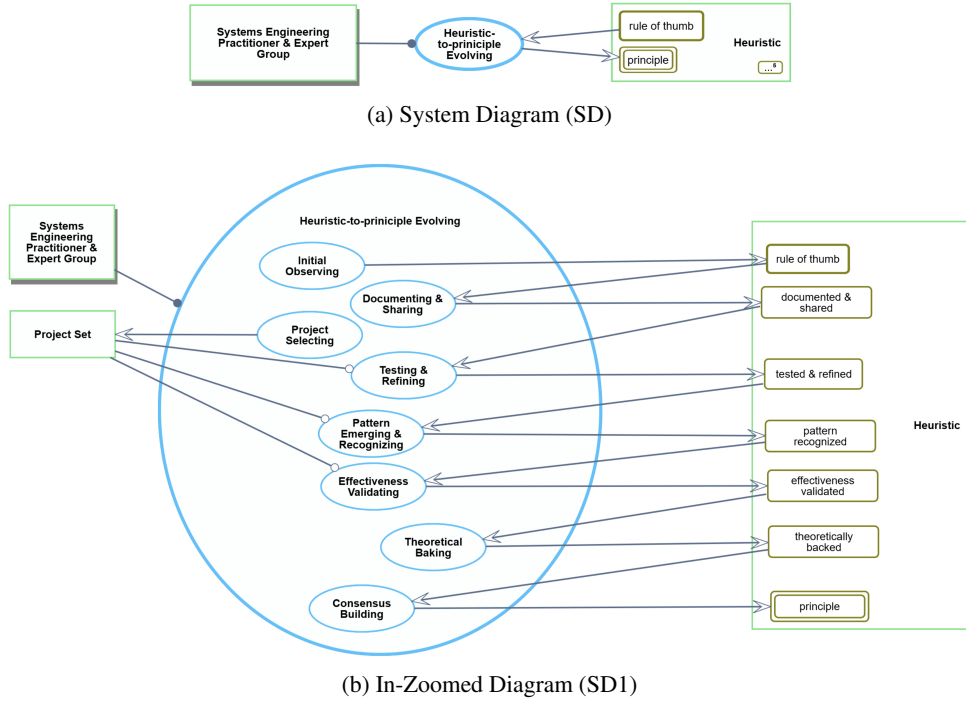 Systems Engineering
Practitioner & Expert
Group
Heuristic-
to-priniciple
Evolving
rule of thumb
principle
Heuristic
...5
(a) System Diagram (SD)
Systems
Engineering
Practitioner &
Expert Group
Project Set
Heuristic-to-priniciple Evolving
Initial
Observing
Documenting &
Sharing
Project
Selecting
Testing &
Refining
Pattern
Emerging &
Recognizing
Effectiveness
Validating
Theoretical
Baking
Consensus
Building
rule of thumb
documented &
shared
tested & refined
pattern
recognized
effectiveness
validated
theoretically
backed
principle
Heuristic
(b) In-Zoomed Diagram (SD1)